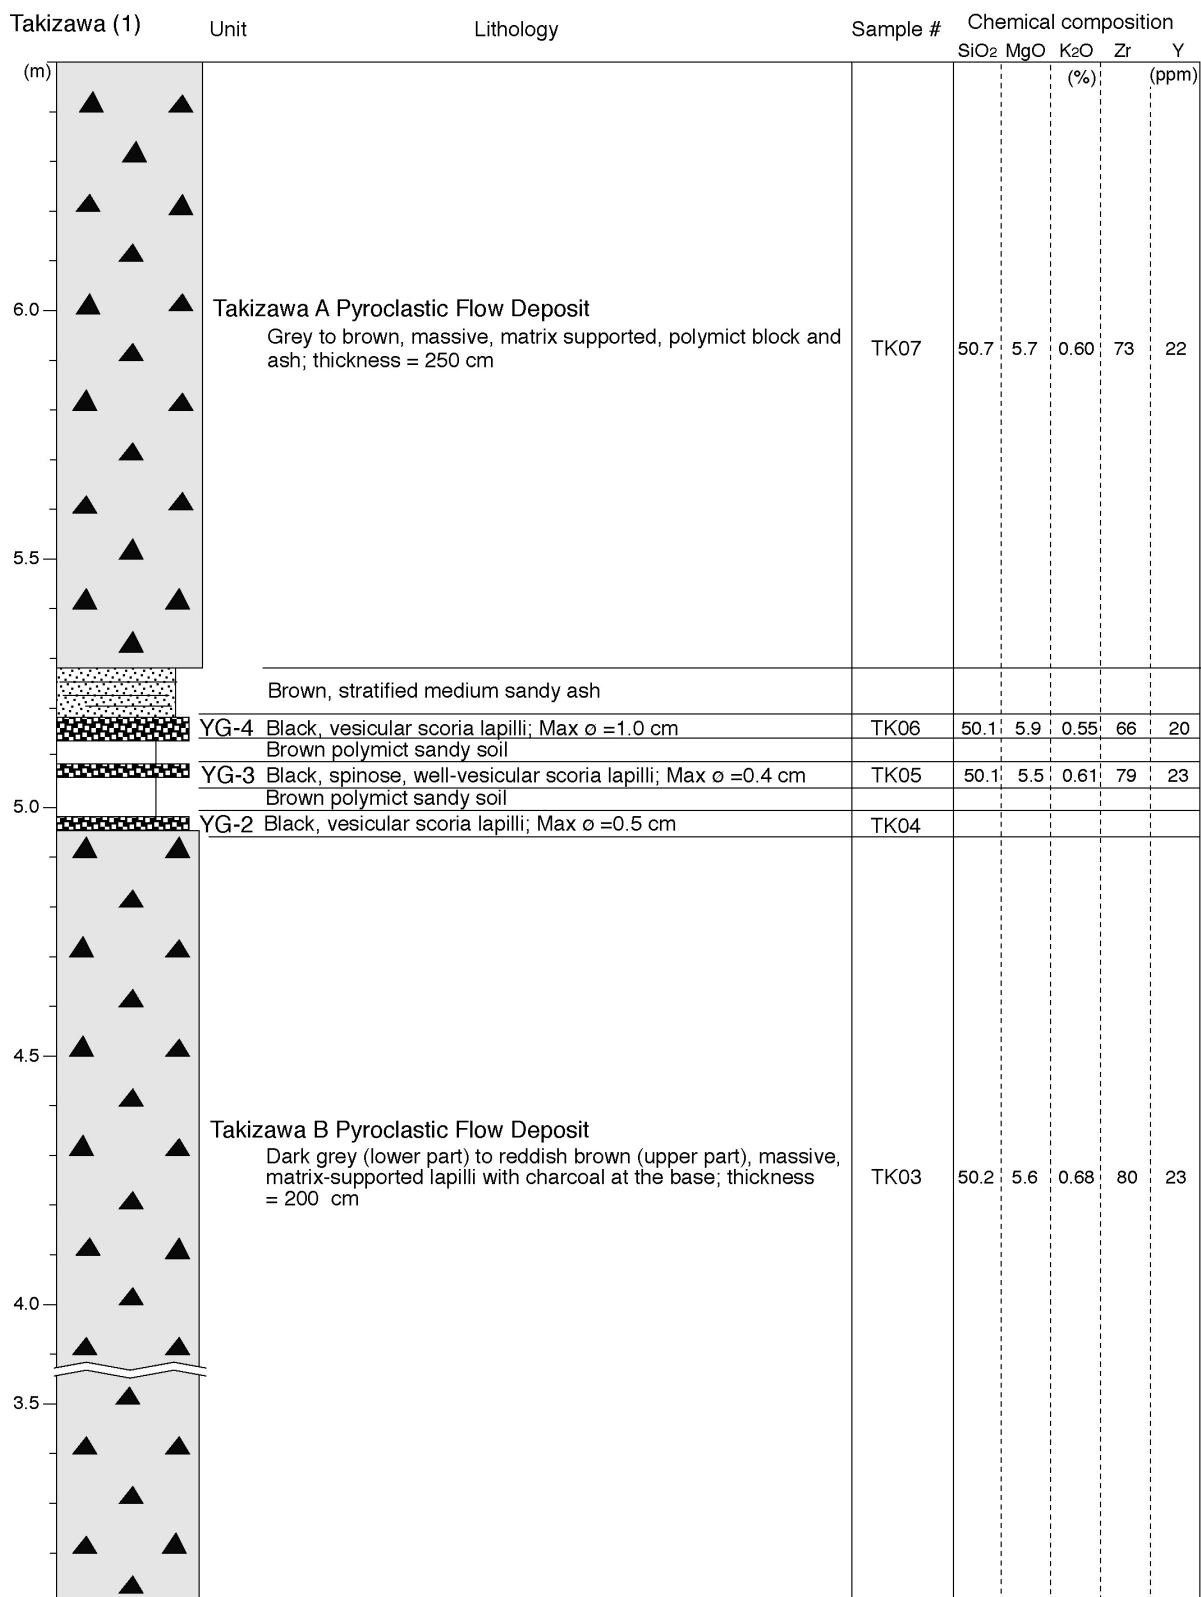 Takizawa (1) Unit Lithology Sample # Chemical composition
SiO2 MgO K2O Zr Y
(m) (%) (ppm)
6.0 Takizawa A Pyroclastic Flow Deposit
Grey to brown, massive, matrix supported, polymict block and
ash; thickness = 250 cm
TK07 50.7 5.7 0.60 73 22
5.5
Brown, stratified medium sandy ash
YG-4 Black, vesicular scoria lapilli; Max ø =1.0 cm TK06 50.1 5.9 0.55 66 20
Brown polymict sandy soil
YG-3 Black, spinose, well-vesicular scoria lapilli; Max ø =0.4 cm TK05 50.1 5.5 0.61 79 23
5.0 Brown polymict sandy soil
YG-2 Black, vesicular scoria lapilli; Max ø =0.5 cm TK04
4.5
Takizawa B Pyroclastic Flow Deposit
Dark grey (lower part) to reddish brown (upper part), massive,
matrix-supported lapilli with charcoal at the base; thickness
= 200 cm
TK03 50.2 5.6 0.68 80 23
4.0
3.5